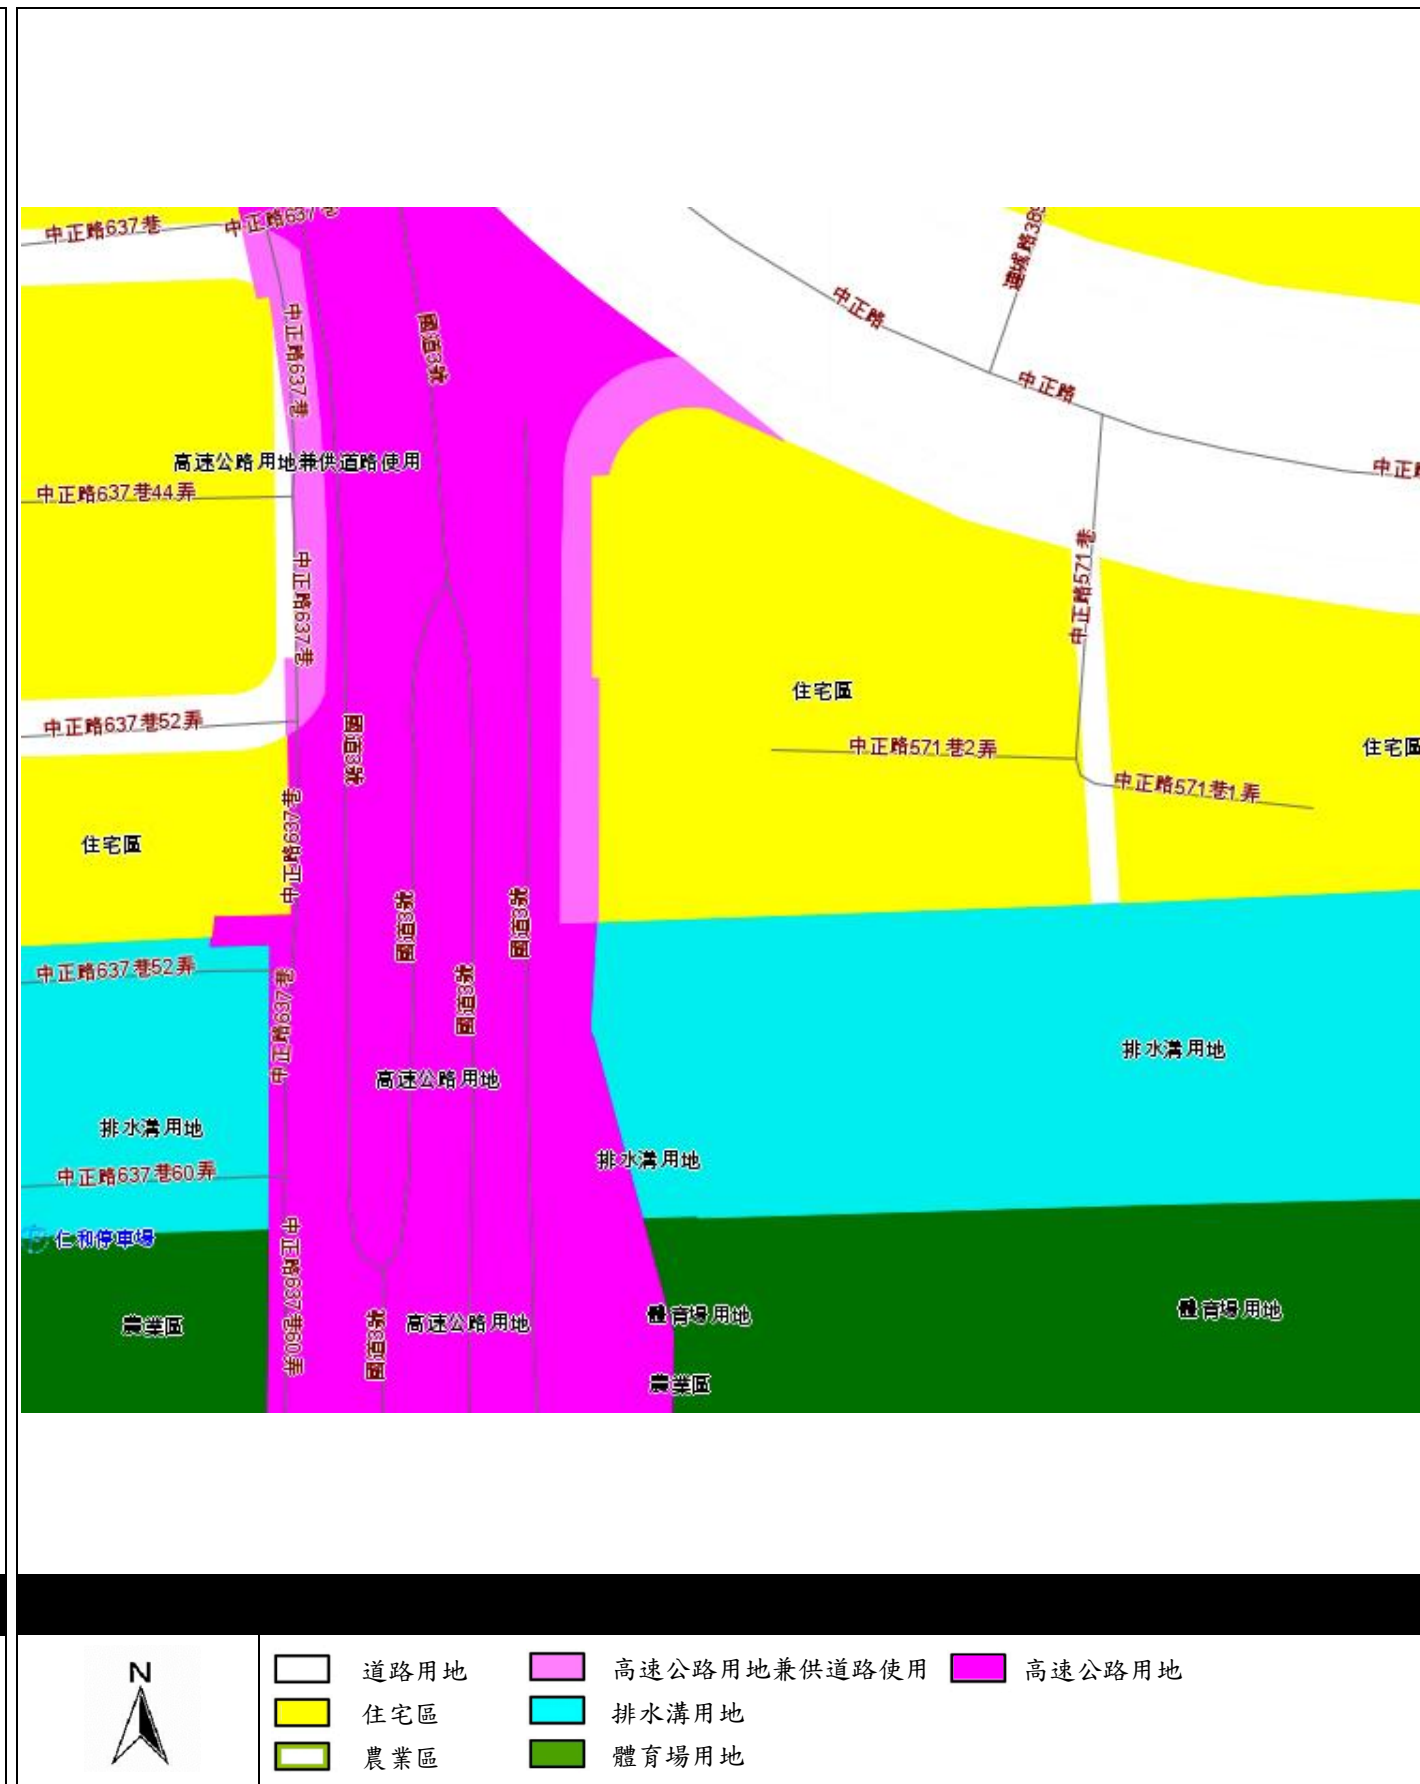 中正路637巷
中正路637巷
中正路
中正路637巷
國道3號
中正路
高速公路用地兼供道路使用
中正路637巷44弄
中正路571巷
中正路637巷
住宅區
中正路637巷52弄
國道3號
中正路571巷2弄
住宅區
中正路571巷1弄
住宅區
中正路637巷
國道3號
國道3號
中正路637巷52弄
國道3號
中正路637巷
排水溝用地
高速公路用地
排水溝用地
排水溝用地
中正路637巷60弄
仁和停車場
中正路637巷60弄
體育場用地
體育場用地
高速公路用地
農業區
國道3號
農業區
N
道路用地
高速公路用地兼供道路使用
高速公路用地
住宅區
排水溝用地
農業區
體育場用地